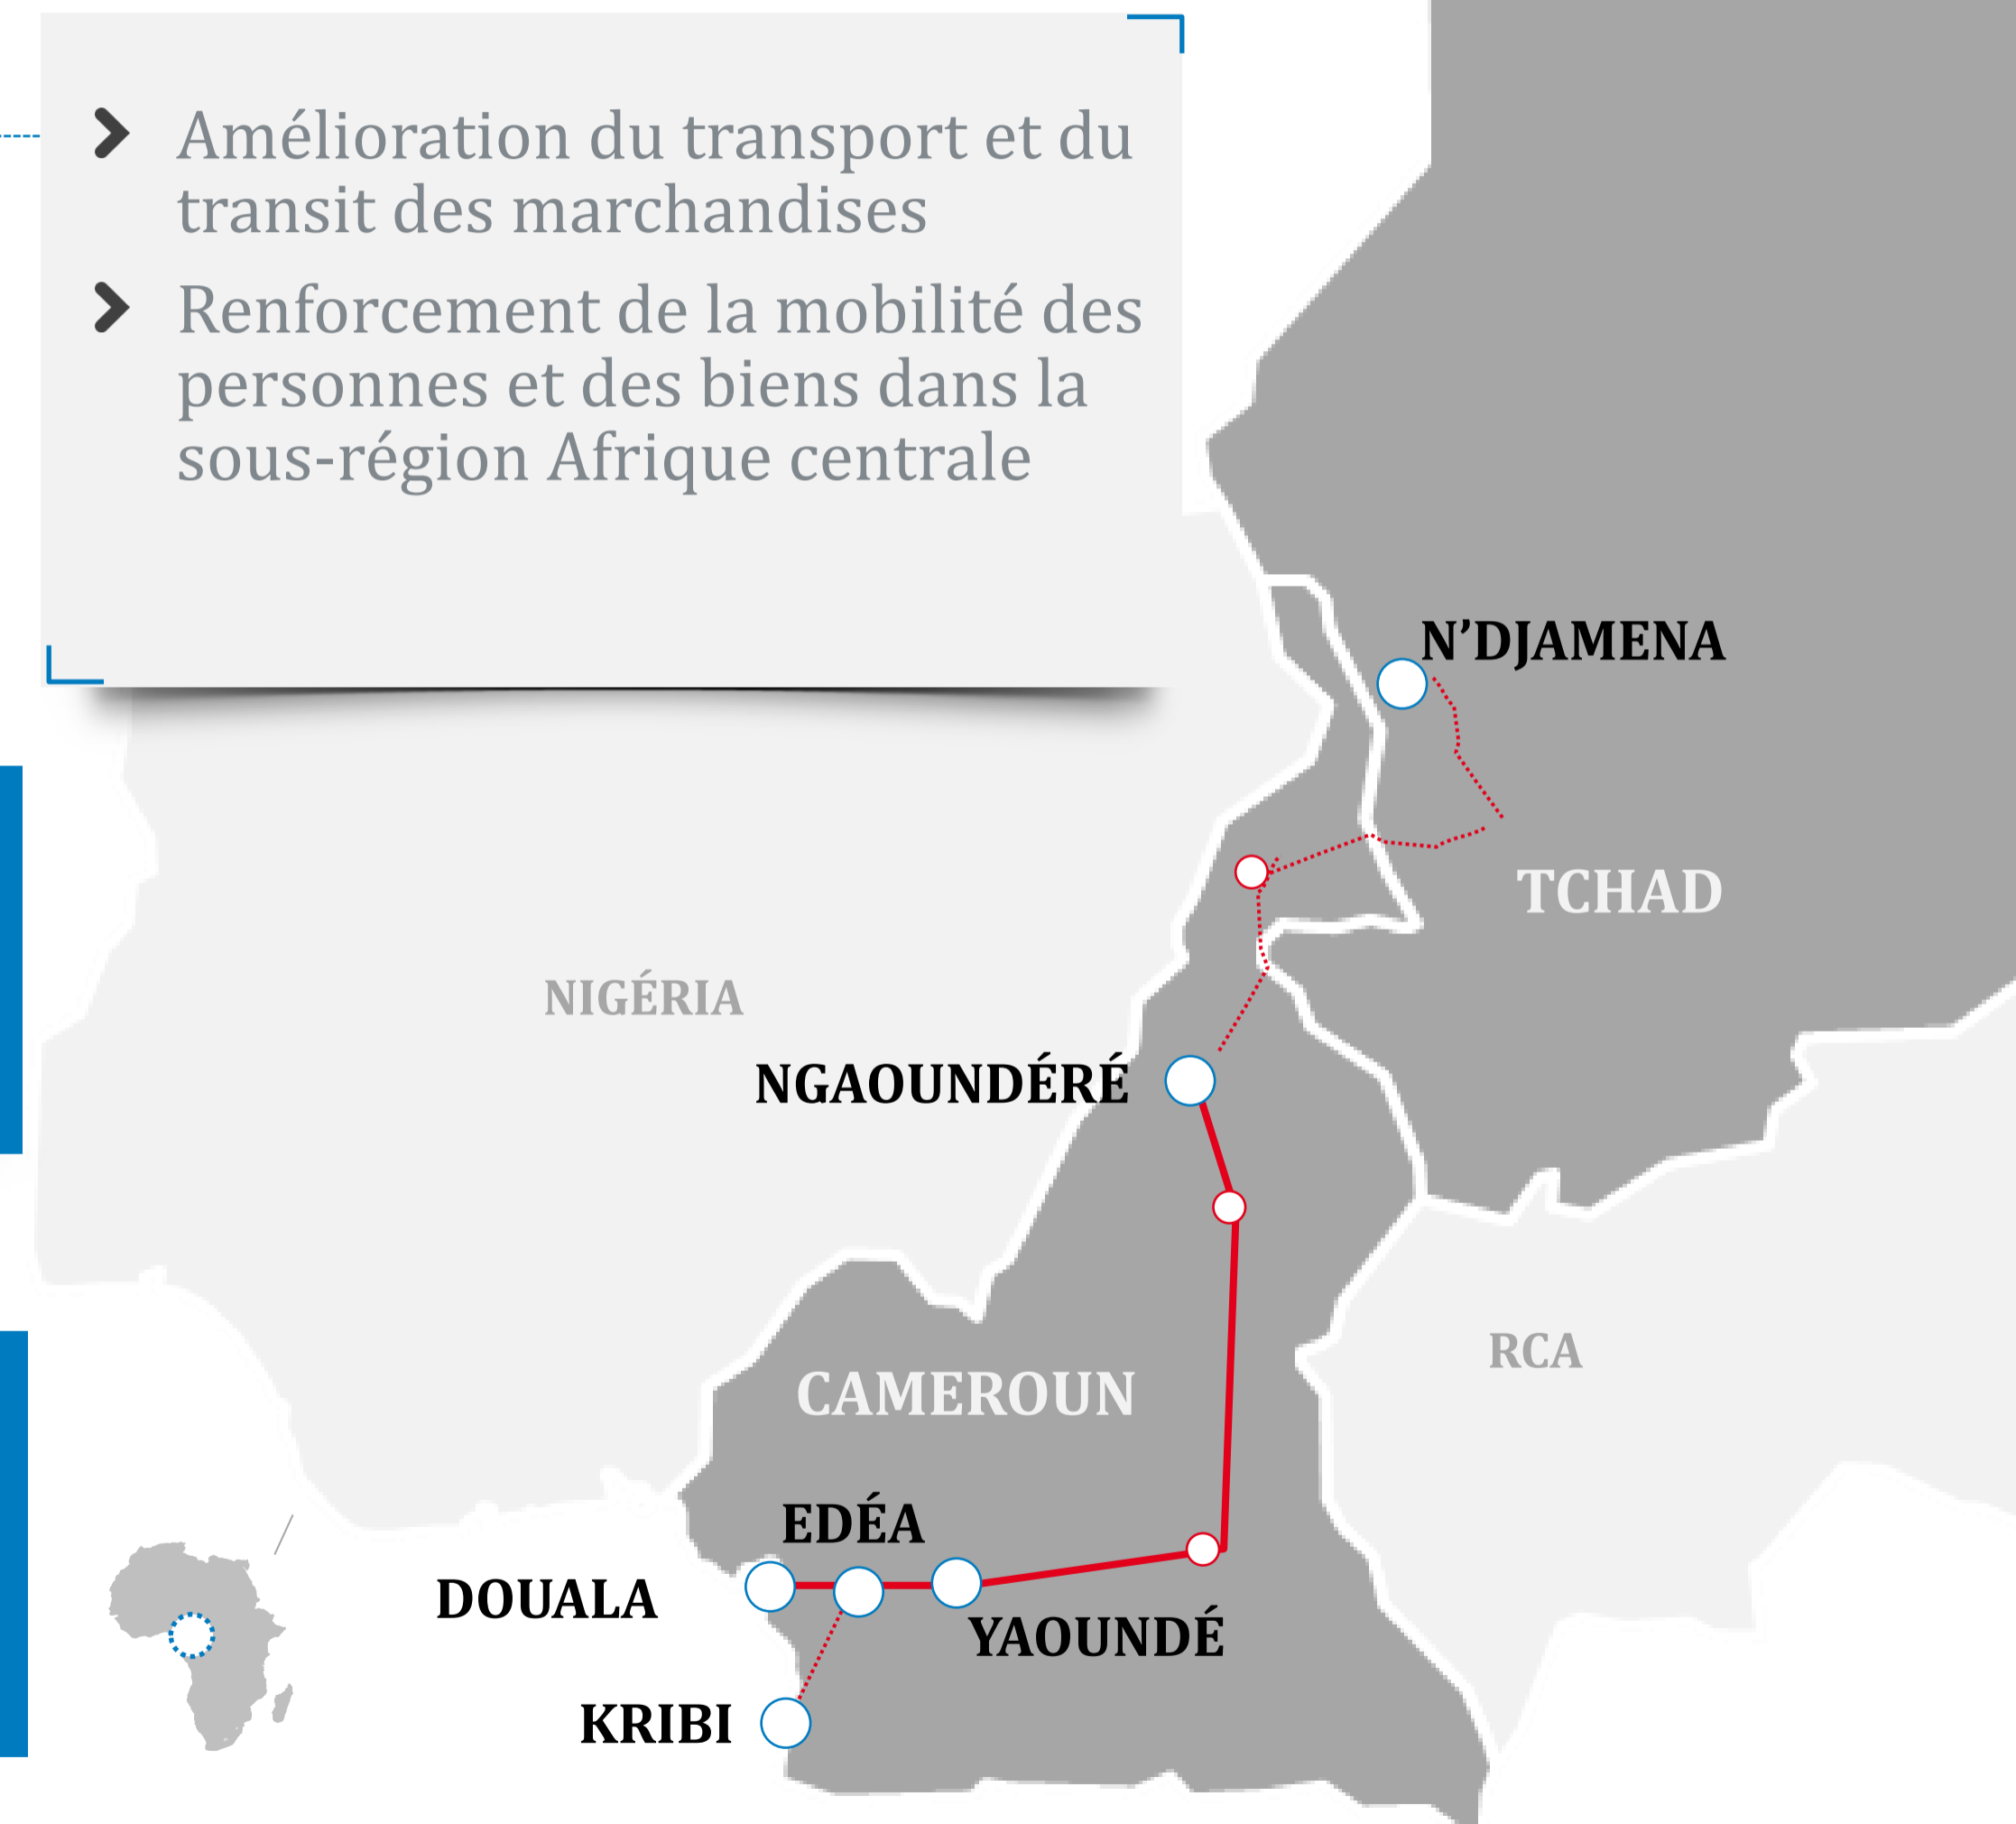 Amélioration du transport et du
transit des marchandises
Renforcement de la mobilité des
personnes et des biens dans la
sous-région Afrique centrale
N’DJAMENA
TCHAD
NIGÉRIA
NGAOUNDÉRÉ
RCA
CAMEROUN
EDÉA
DOUALA
YAOUNDÉ
KRIBI